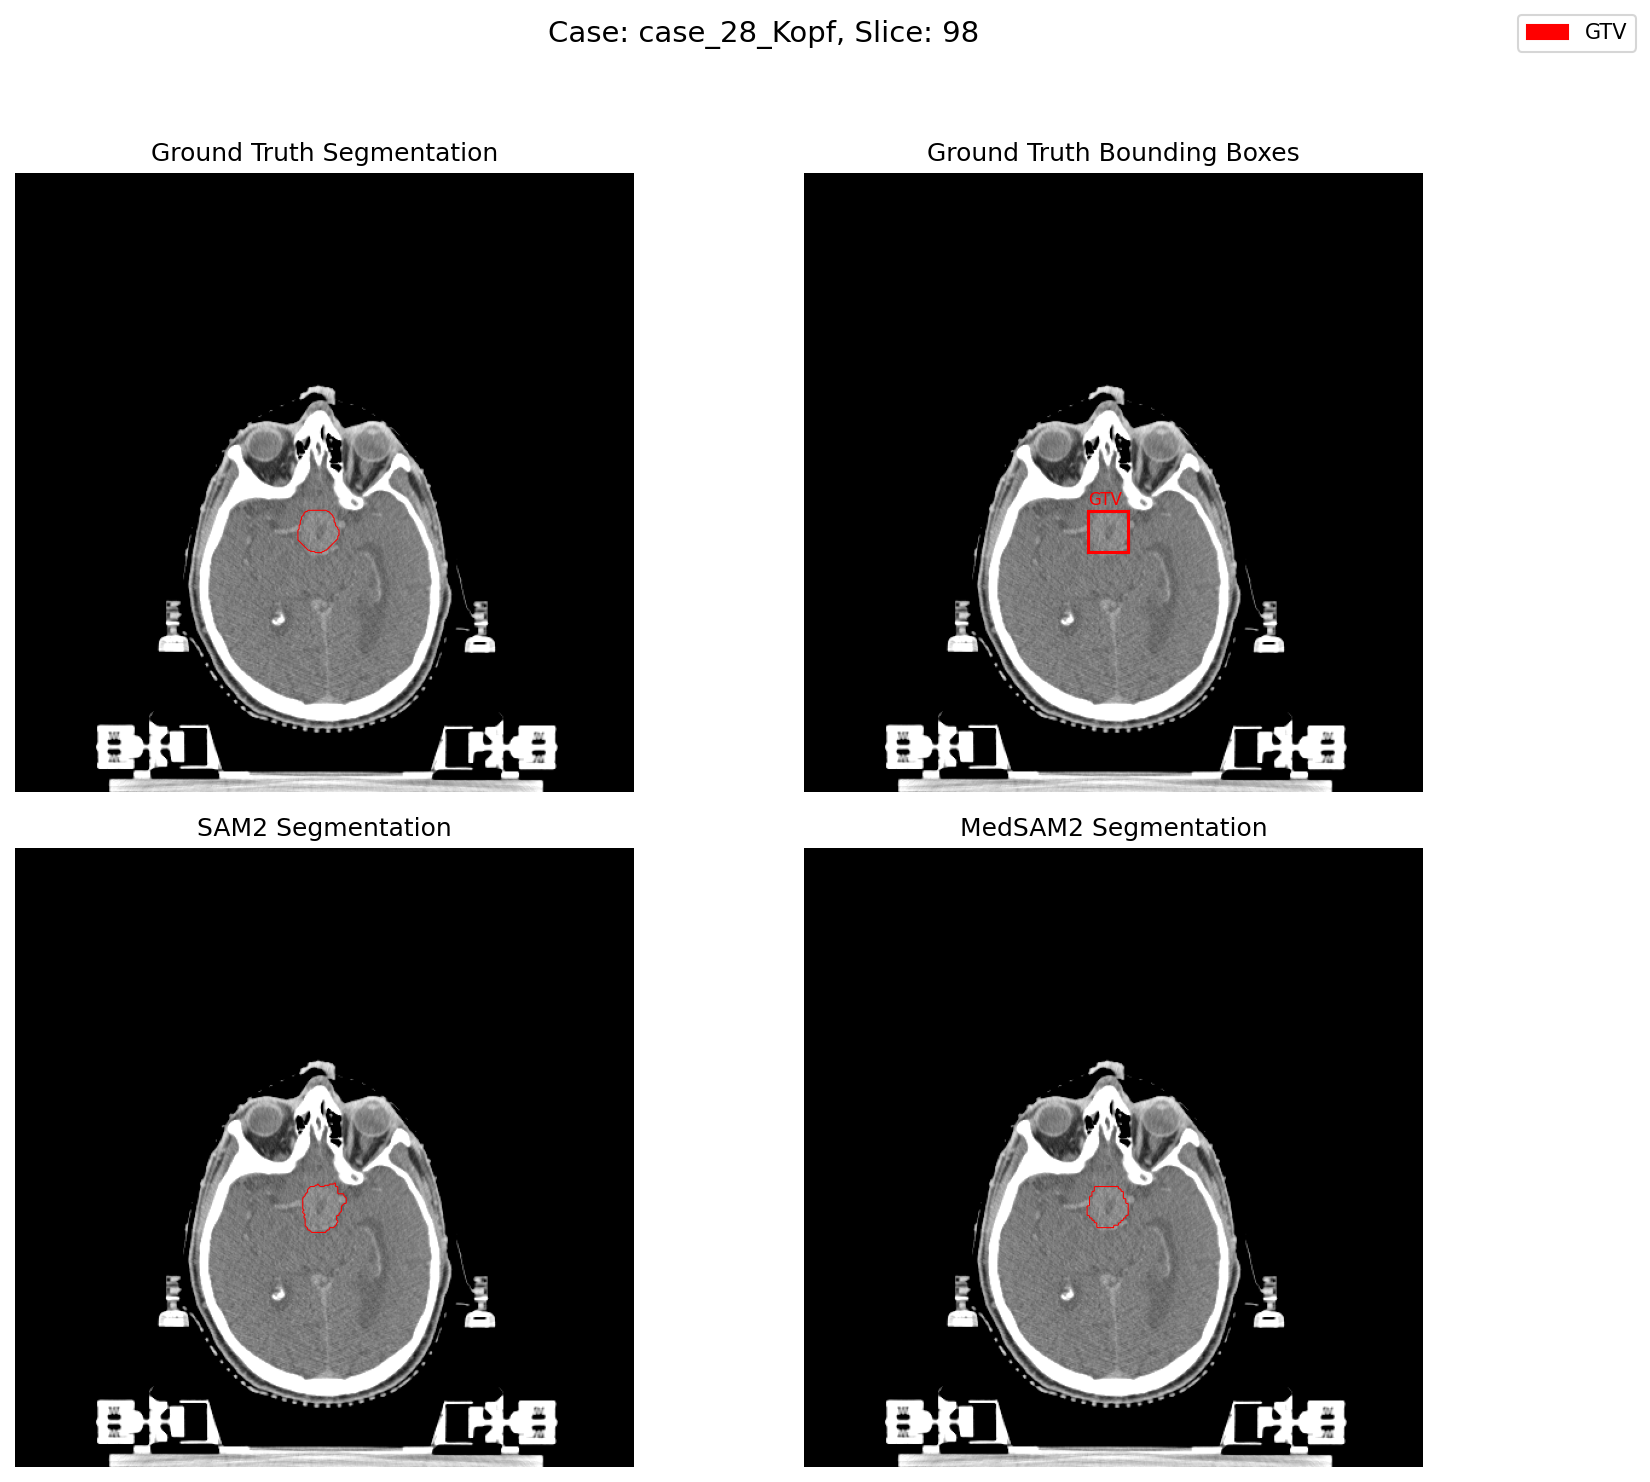 Case: case_28_Kopf, Slice: 98
GTV
Ground Truth Segmentation
Ground Truth Bounding Boxes
GTV
SAM2 Segmentation
MedSAM2 Segmentation